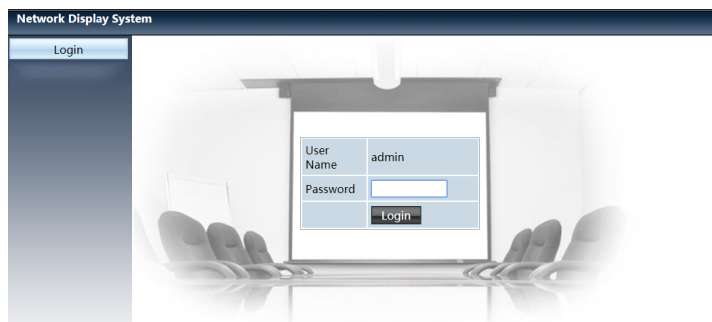 Network Display System
Login
User
Name
admin
Password
Login